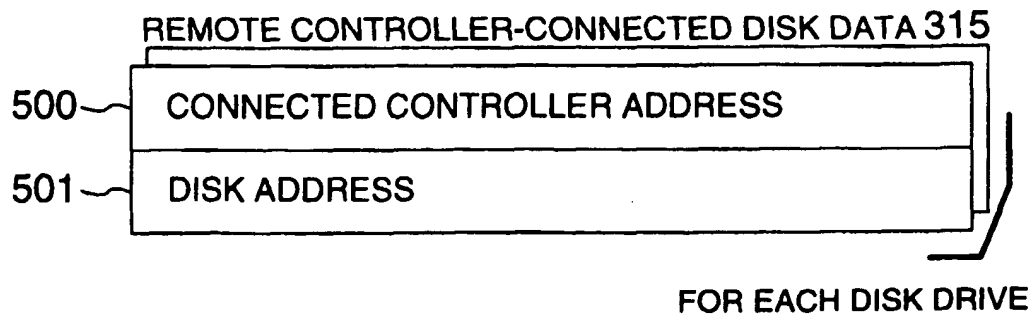 REMOTE CONTROLLER-CONNECTED DISK DATA 315
500 CONNECTED CONTROLLER ADDRESS
501 DISK ADDRESS
FOR EACH DISK DRIVE